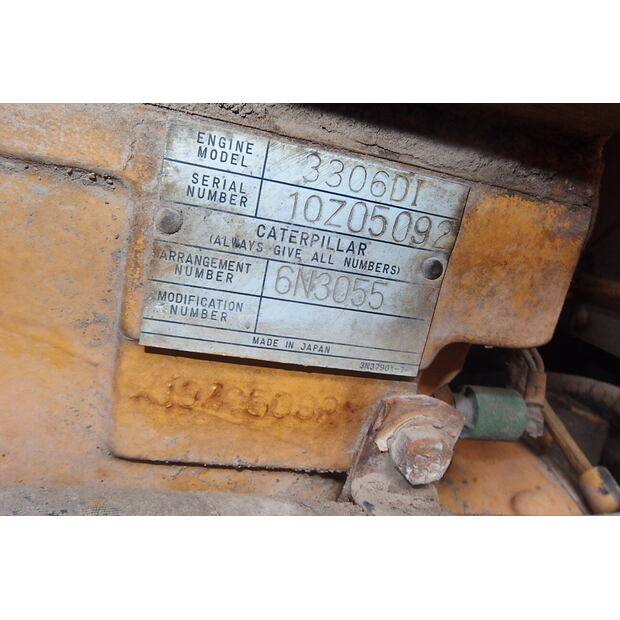 ENGINE MODEL 3306DI
SERIAL NUMBER 10Z05092
CATERPILLAR
(ALWAYS GIVE ALL NUMBERS)
ARRANGEMENT NUMBER 6N3055
MODIFICATION NUMBER
MADE IN JAPAN